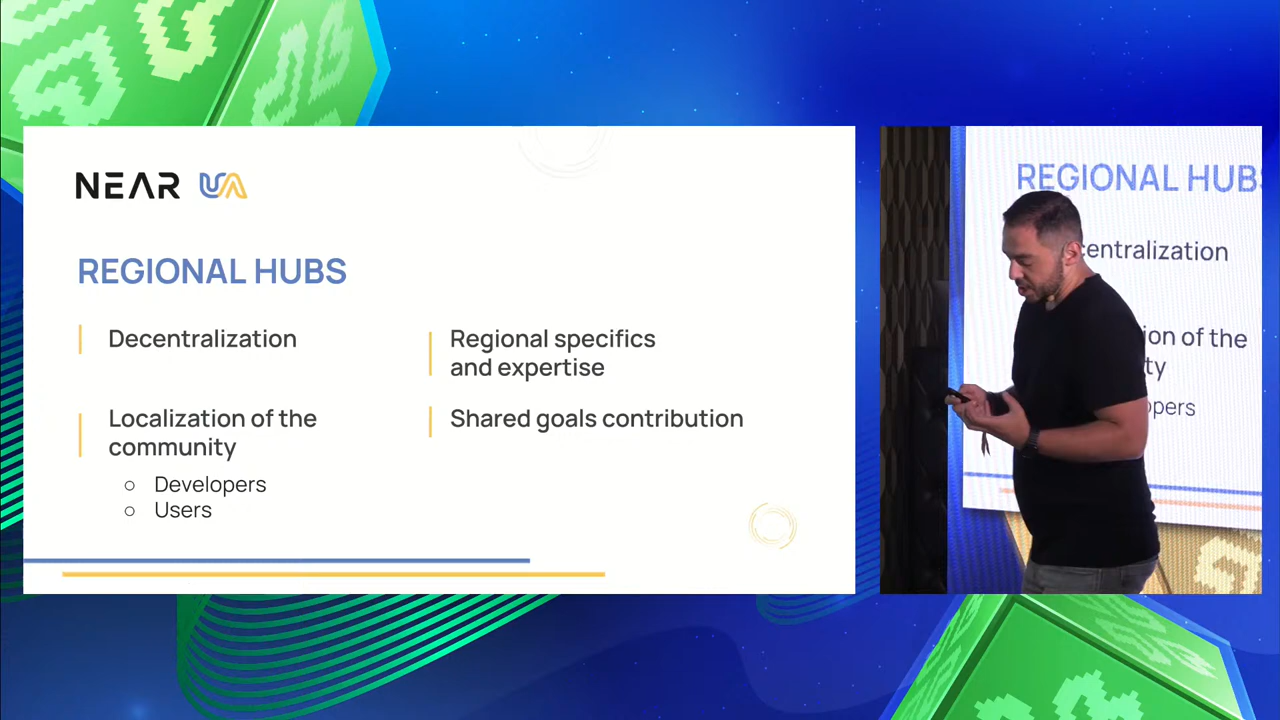 NEAR UA
REGIONAL HUBS
Decentralization
Localization of the
community
○ Developers
○ Users
Regional specifics
and expertise
Shared goals contribution
REGIONAL HUBS
centralization
ion of the
ty
opers